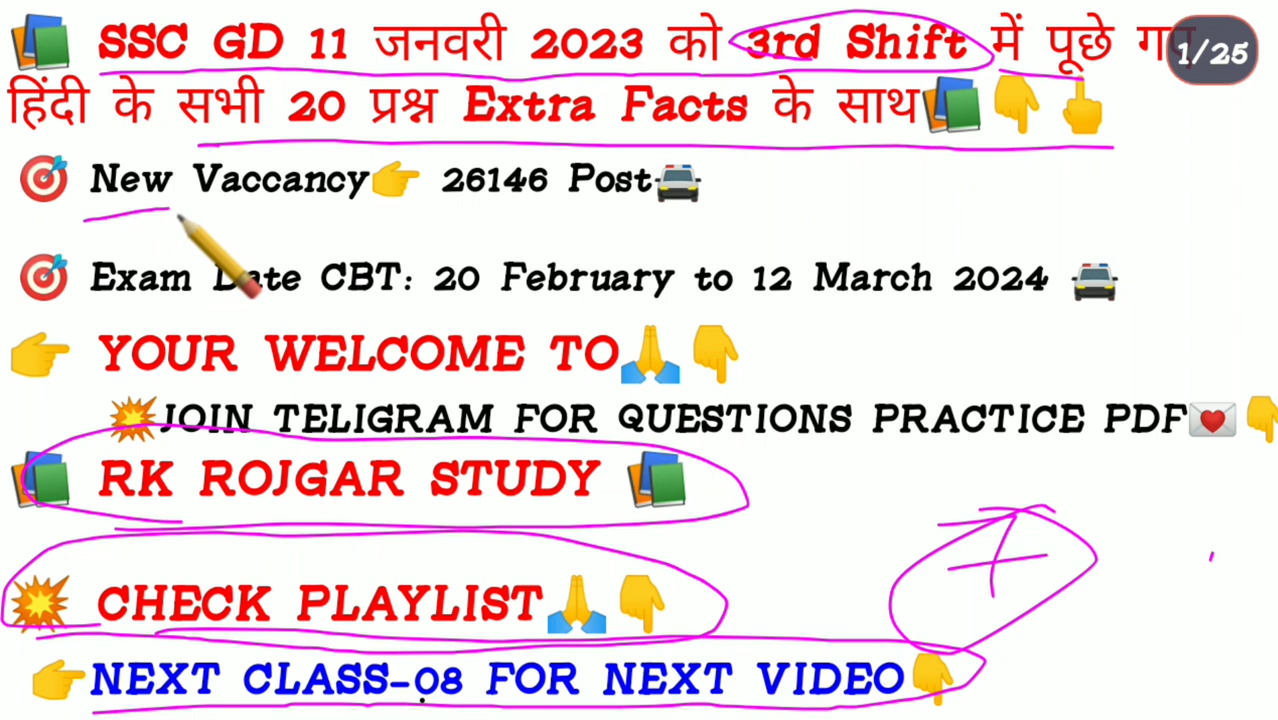 SSC GD 11 जनवरी 2023 को 3rd Shift में पूछे गए
1/25
हिंदी के सभी 20 प्रश्न Extra Facts के साथ
New Vaccancy 26146 Post
Exam Date CBT: 20 February to 12 March 2024
YOUR WELCOME TO
JOIN TELIGRAM FOR QUESTIONS PRACTICE PDF
RK ROJGAR STUDY
CHECK PLAYLIST
NEXT CLASS-08 FOR NEXT VIDEO